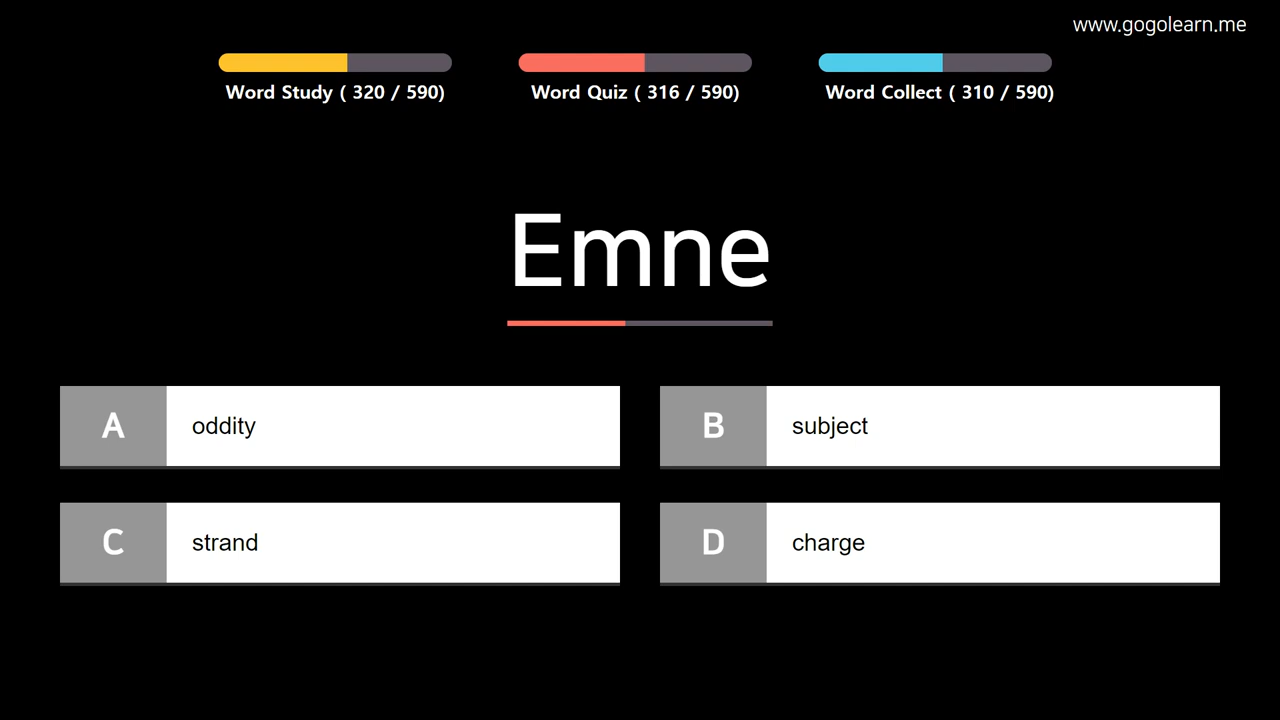 www.gogolearn.me
Word Study ( 320 / 590)
Word Quiz ( 316 / 590)
Word Collect ( 310 / 590)
Emne
A oddity
B subject
C strand
D charge